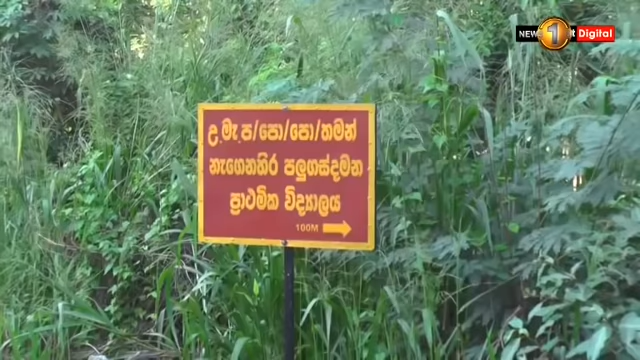 NEWS 1st Digital
උ.මැ.ප/පො/පො/තමන්
නැගෙනහිර පලුගස්දමන
ප්‍රාථමික විද්‍යාලය
100M